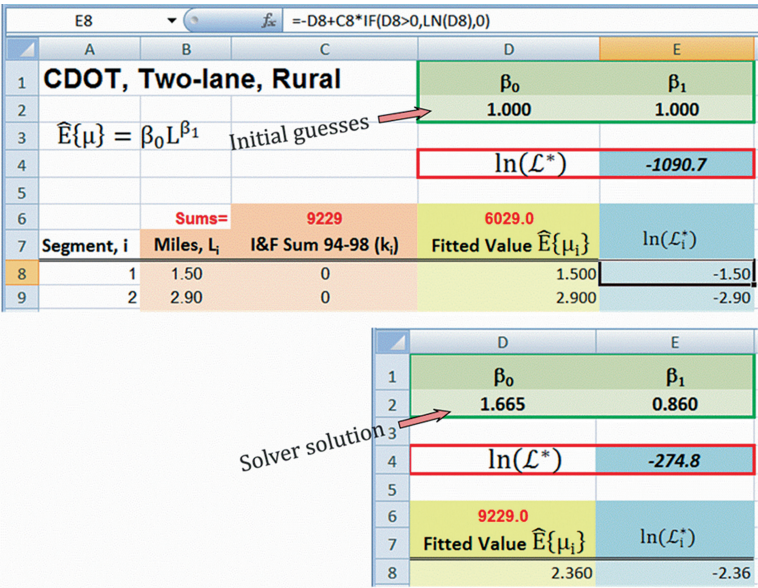 E8 fx =-D8+C8*IF(D8>0,LN(D8),0)
A B C D E
1 CDOT, Two-lane, Rural β₀ β₁
2 1.000 1.000
Initial guesses
3 Ê{μ} = β₀L^β₁
4 ln(ℒ*) -1090.7
5
6 Sums= 9229 6029.0
7 Segment, i Miles, Lᵢ I&F Sum 94-98 (kᵢ) Fitted Value Ê{μᵢ} ln(ℒᵢ*)
8 1 1.50 0 1.500 -1.50
9 2 2.90 0 2.900 -2.90
D E
1 β₀ β₁
2 1.665 0.860
Solver solution
3
4 ln(ℒ*) -274.8
5
6 9229.0
7 Fitted Value Ê{μᵢ} ln(ℒᵢ*)
8 2.360 -2.36